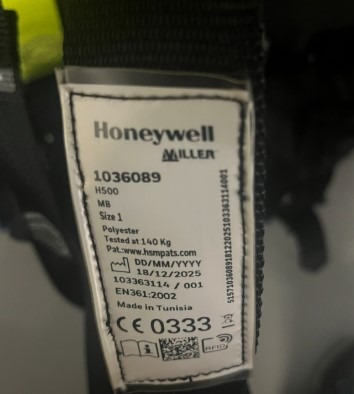 Honeywell
MILLER
1036089
H500
MB
Size 1
Polyester
Tested at 140 Kg
Pat.:www.hsmpats.com
DD/MM/YYYY
18/12/2025
103363114 / 001
EN361:2002
Made in Tunisia
CE 0333
RFID